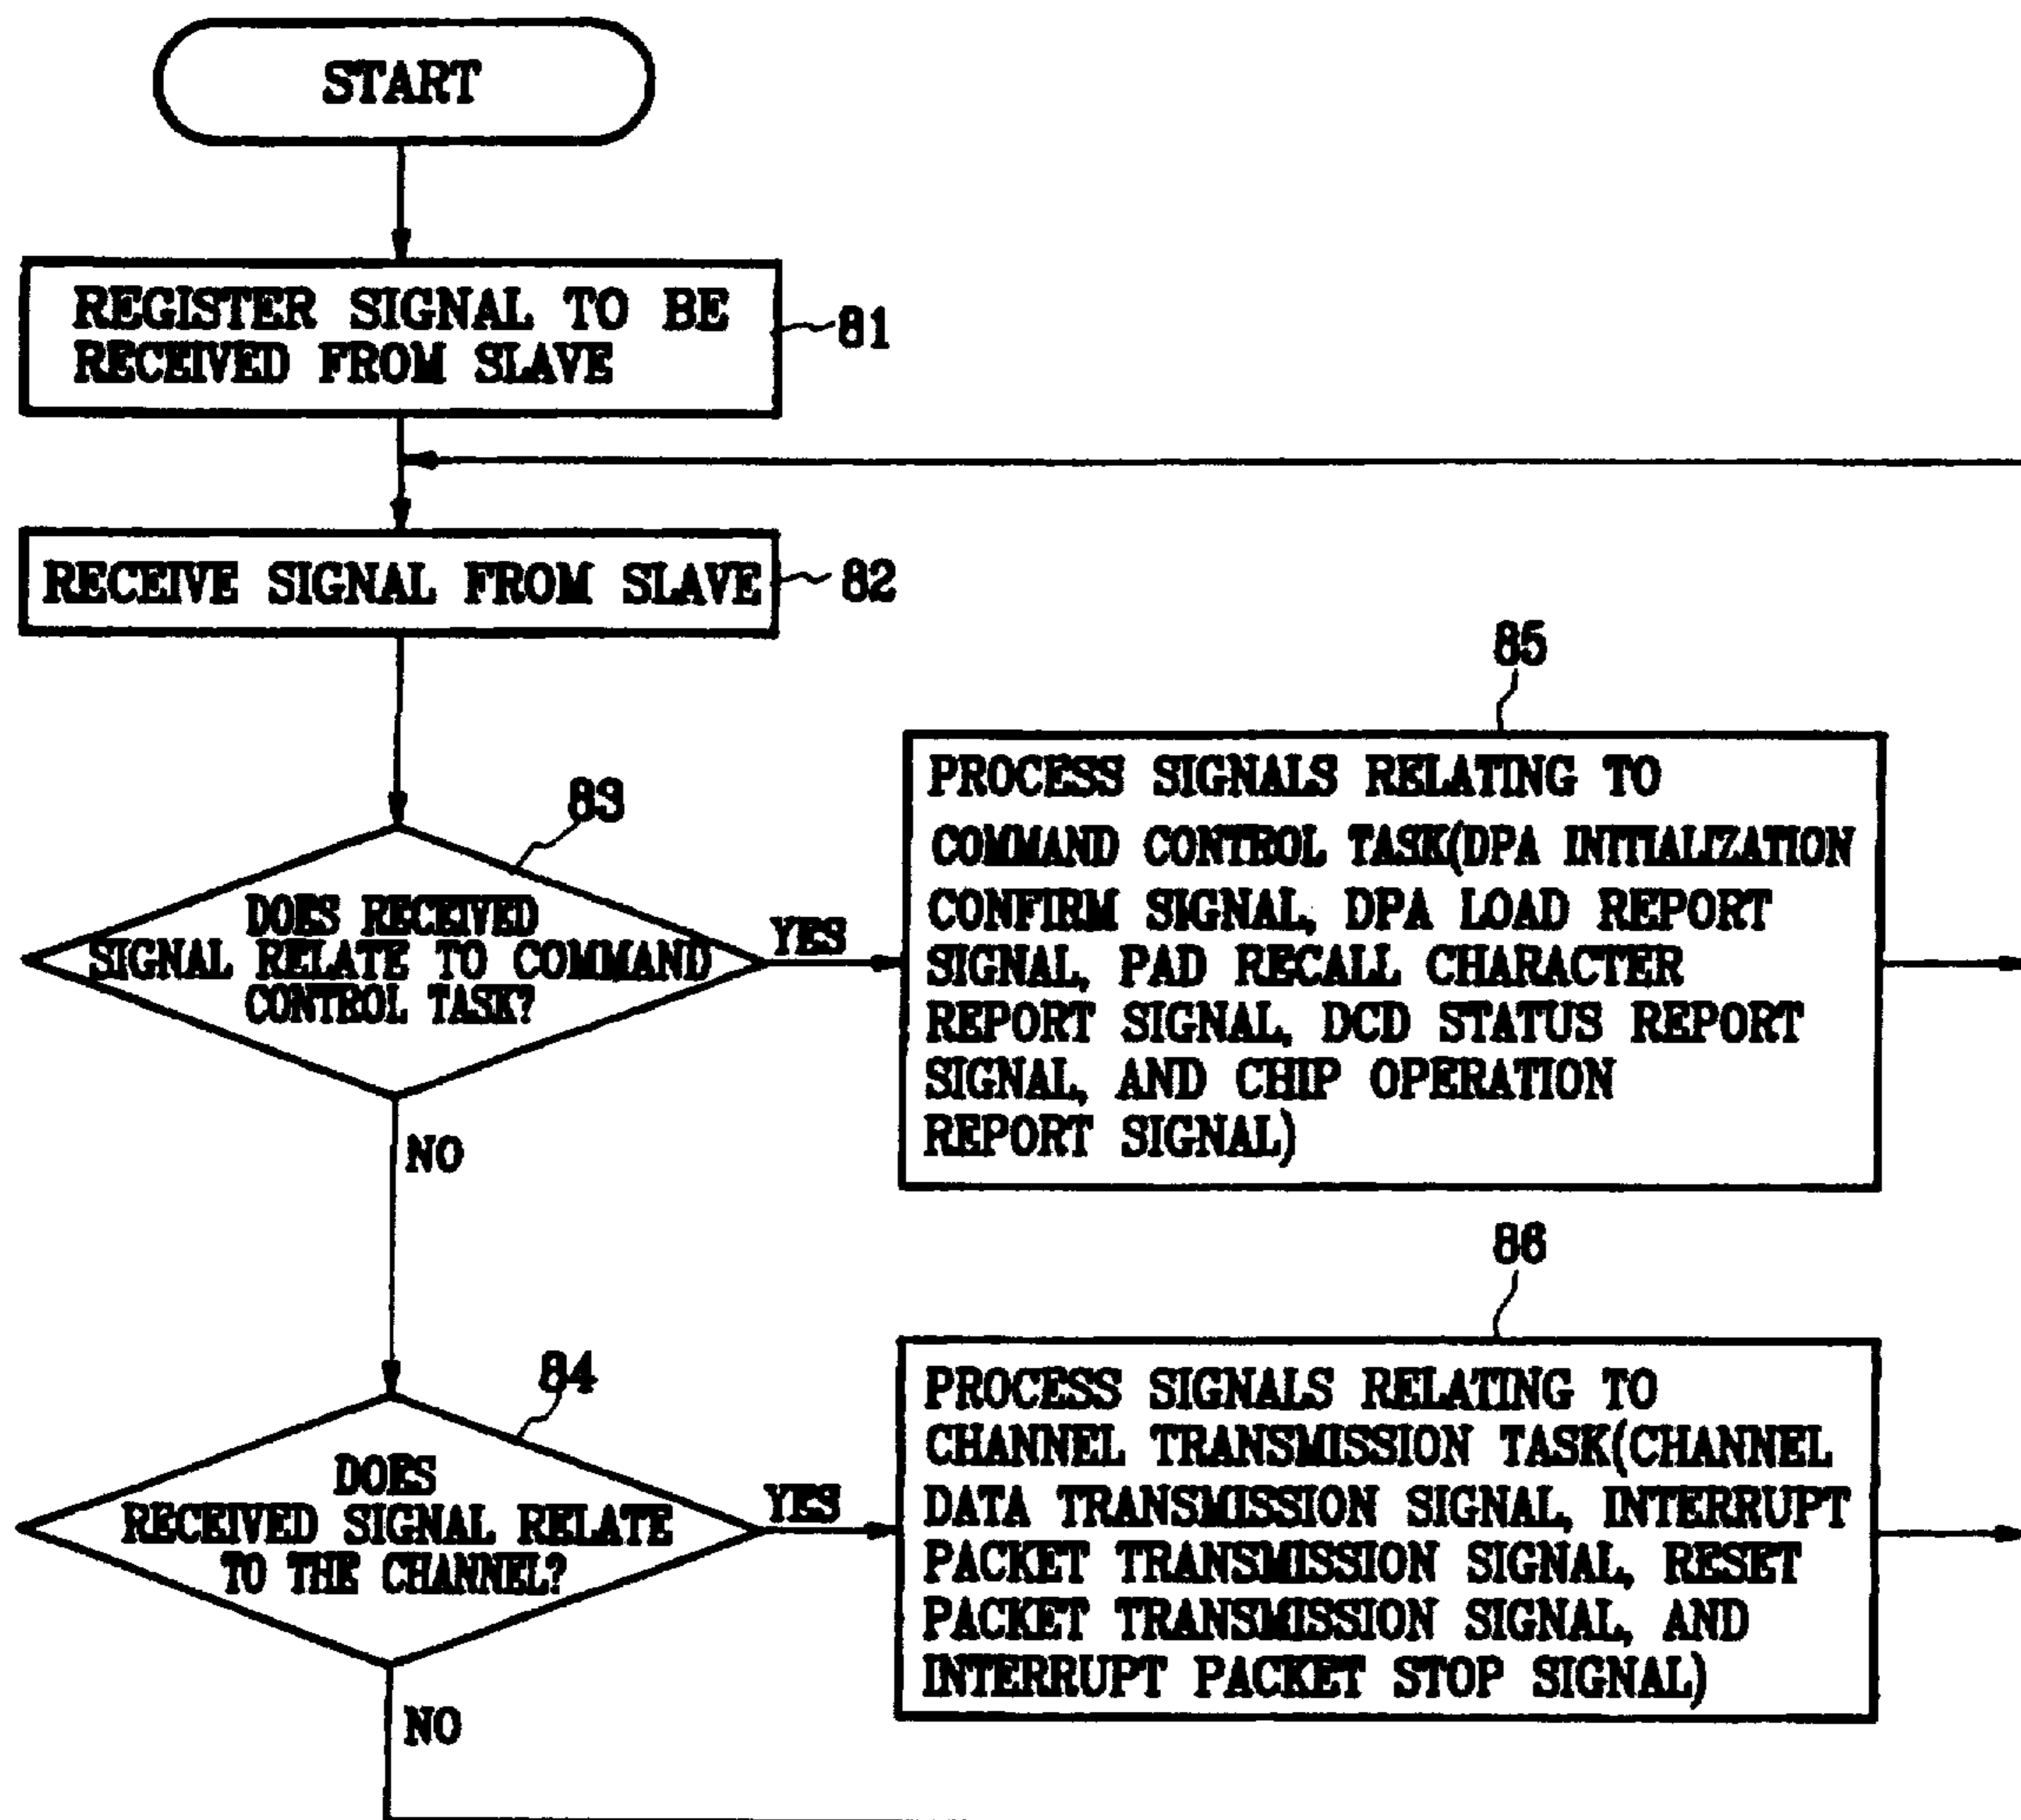 START
REGISTER SIGNAL TO BE
RECEIVED FROM SLAVE
81
RECEIVE SIGNAL FROM SLAVE
82
83
DOES RECEIVED
SIGNAL RELATE TO COMMAND
CONTROL TASK?
YES
NO
85
PROCESS SIGNALS RELATING TO
COMMAND CONTROL TASK(DPA INITIALIZATION
CONFIRM SIGNAL, DPA LOAD REPORT
SIGNAL, PAD RECALL CHARACTER
REPORT SIGNAL, DCD STATUS REPORT
SIGNAL, AND CHIP OPERATION
REPORT SIGNAL)
84
DOES
RECEIVED SIGNAL RELATE
TO THE CHANNEL?
YES
NO
86
PROCESS SIGNALS RELATING TO
CHANNEL TRANSMISSION TASK(CHANNEL
DATA TRANSMISSION SIGNAL, INTERRUPT
PACKET TRANSMISSION SIGNAL, RESET
PACKET TRANSMISSION SIGNAL, AND
INTERRUPT PACKET STOP SIGNAL)